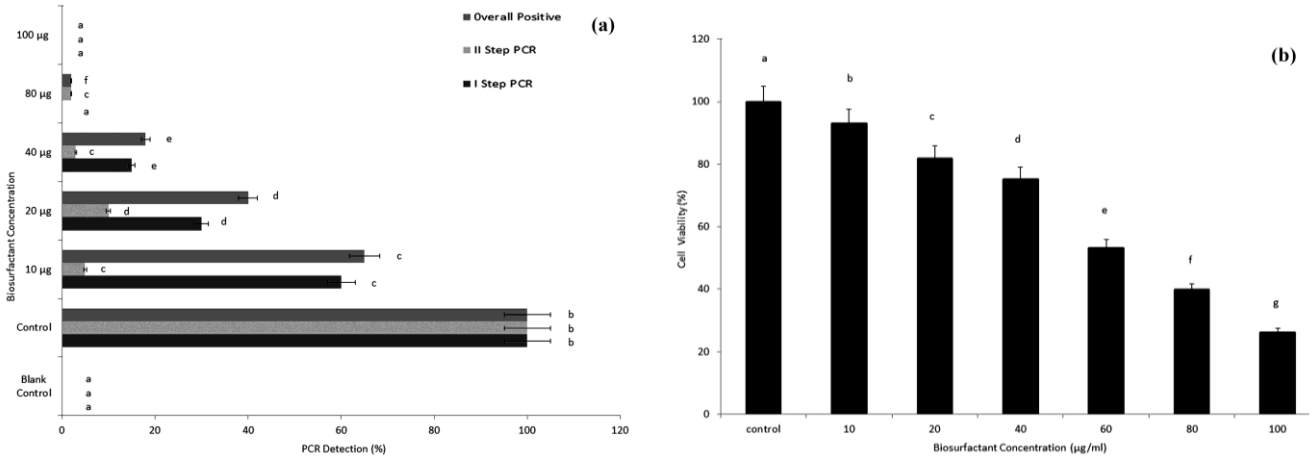 (a)
Overall Positive
II Step PCR
I Step PCR
Biosurfactant Concentration
100 µg
a
a
a
80 µg
f
c
a
40 µg
e
c
e
20 µg
d
d
d
10 µg
c
c
c
Control
b
b
b
Blank
Control
a
a
a
0 20 40 60 80 100 120
PCR Detection (%)
(b)
Cell Viability (%)
120
100
80
60
40
20
0
a
b
c
d
e
f
g
control 10 20 40 60 80 100
Biosurfactant Concentration (µg/ml)